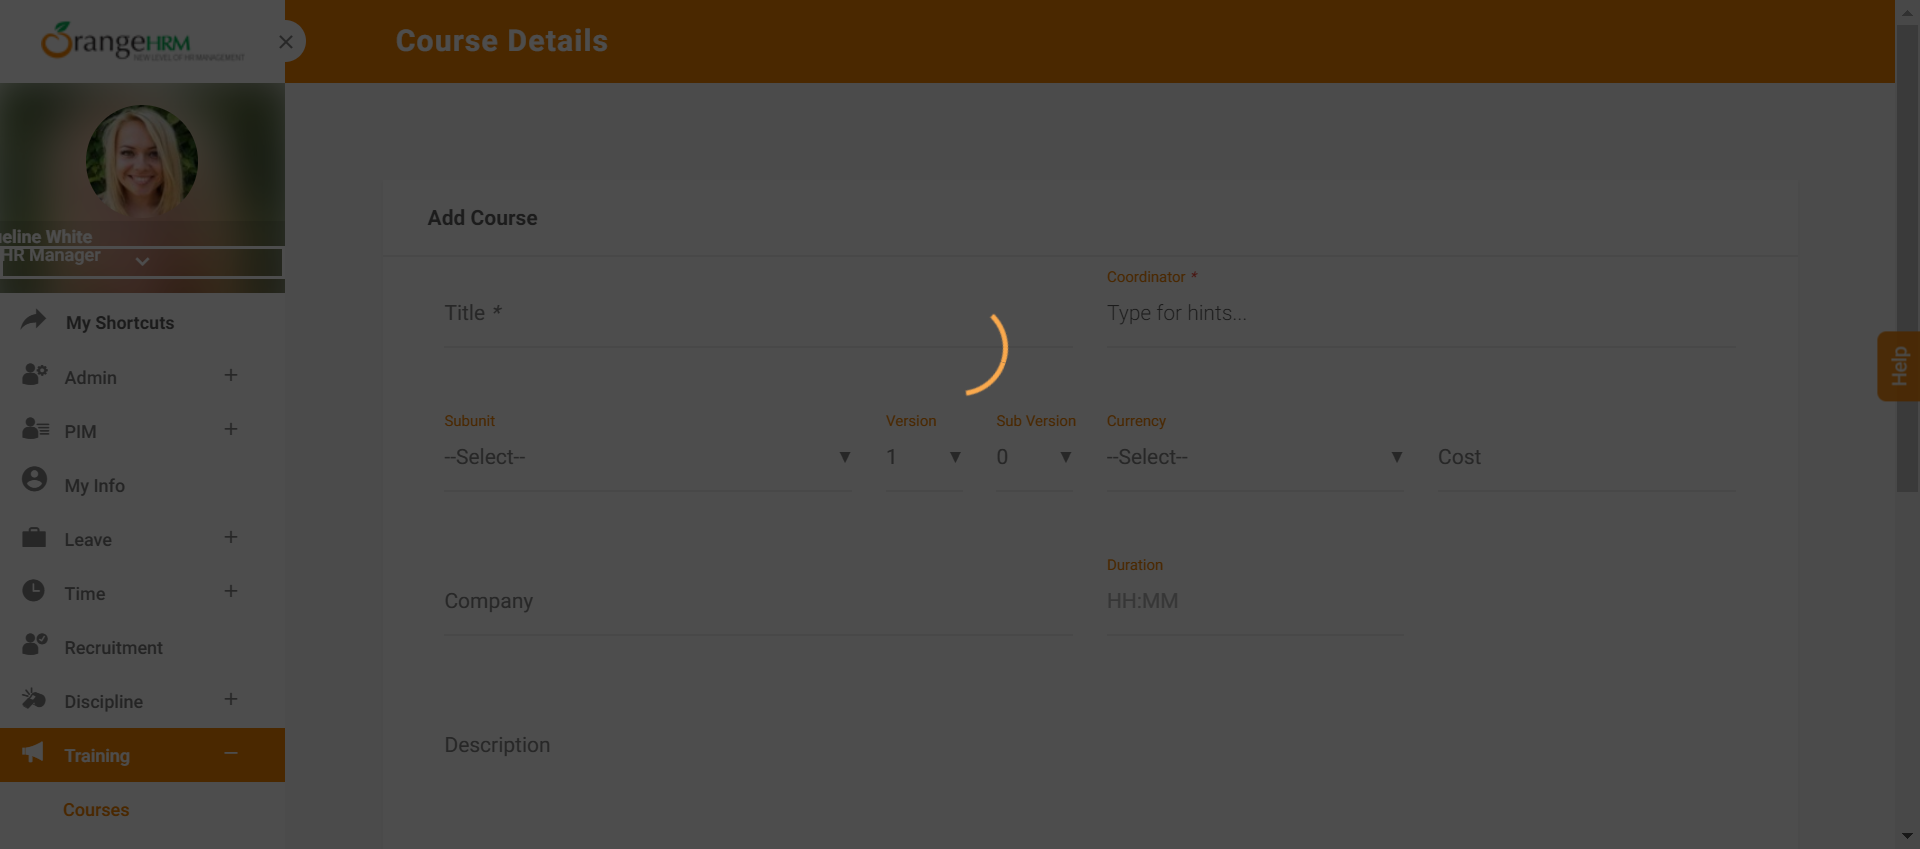 OrangeHRM
NEW LEVEL OF HR MANAGEMENT
Course Details
eline White
HR Manager
My Shortcuts
Admin
PIM
My Info
Leave
Time
Recruitment
Discipline
Training
Courses
Add Course
Title *
Coordinator *
Type for hints...
Subunit
--Select--
Version
1
Sub Version
0
Currency
--Select--
Cost
Company
Duration
HH:MM
Description
Help